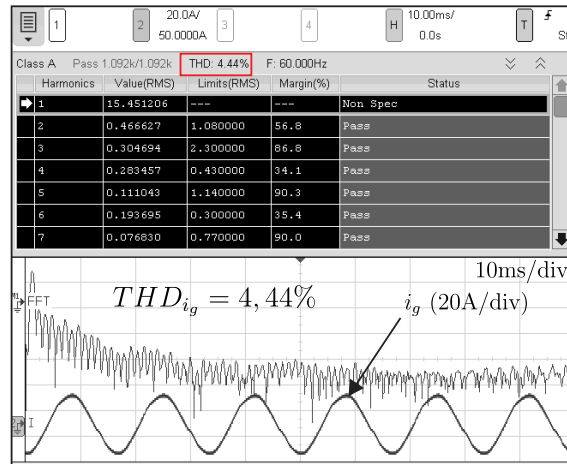 1 2 20.0A/ 50.0000A 3 4 H 10.00ms/ 0.0s T St
Class A Pass 1.092k/1.092k THD: 4.44% F: 60.000Hz
Harmonics Value(RMS) Limits(RMS) Margin(%) Status
1 15.451206 --- --- Non Spec
2 0.466627 1.080000 56.8 Pass
3 0.304694 2.300000 86.8 Pass
4 0.283457 0.430000 34.1 Pass
5 0.111043 1.140000 90.3 Pass
6 0.193695 0.300000 35.4 Pass
7 0.076830 0.770000 90.0 Pass
10ms/div
FFT
THD_{i_g} = 4,44%
i_g (20A/div)
I